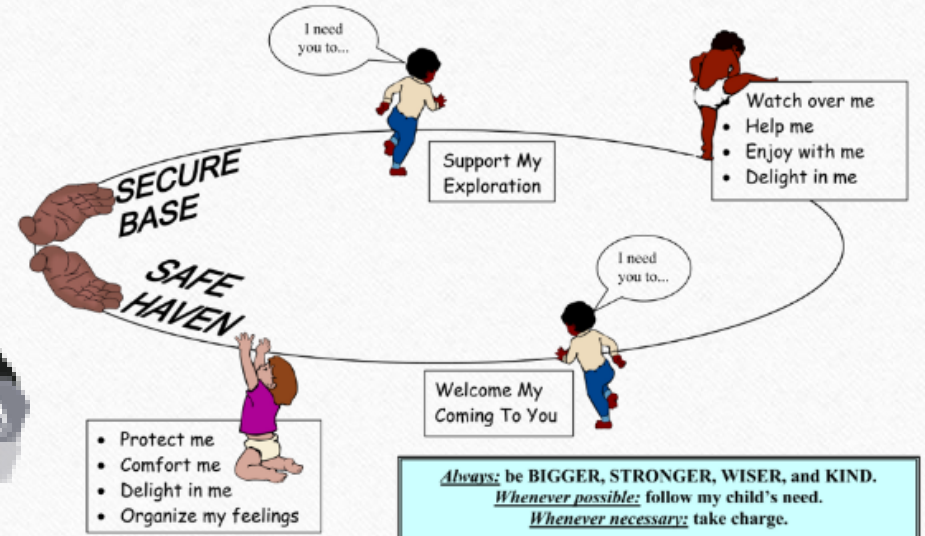 I need
you to...
SECURE
BASE
Support My
Exploration
Watch over me
• Help me
• Enjoy with me
• Delight in me
SAFE
HAVEN
I need
you to...
Welcome My
Coming To You
• Protect me
• Comfort me
• Delight in me
• Organize my feelings
Always: be BIGGER, STRONGER, WISER, and KIND.
Whenever possible: follow my child's need.
Whenever necessary: take charge.